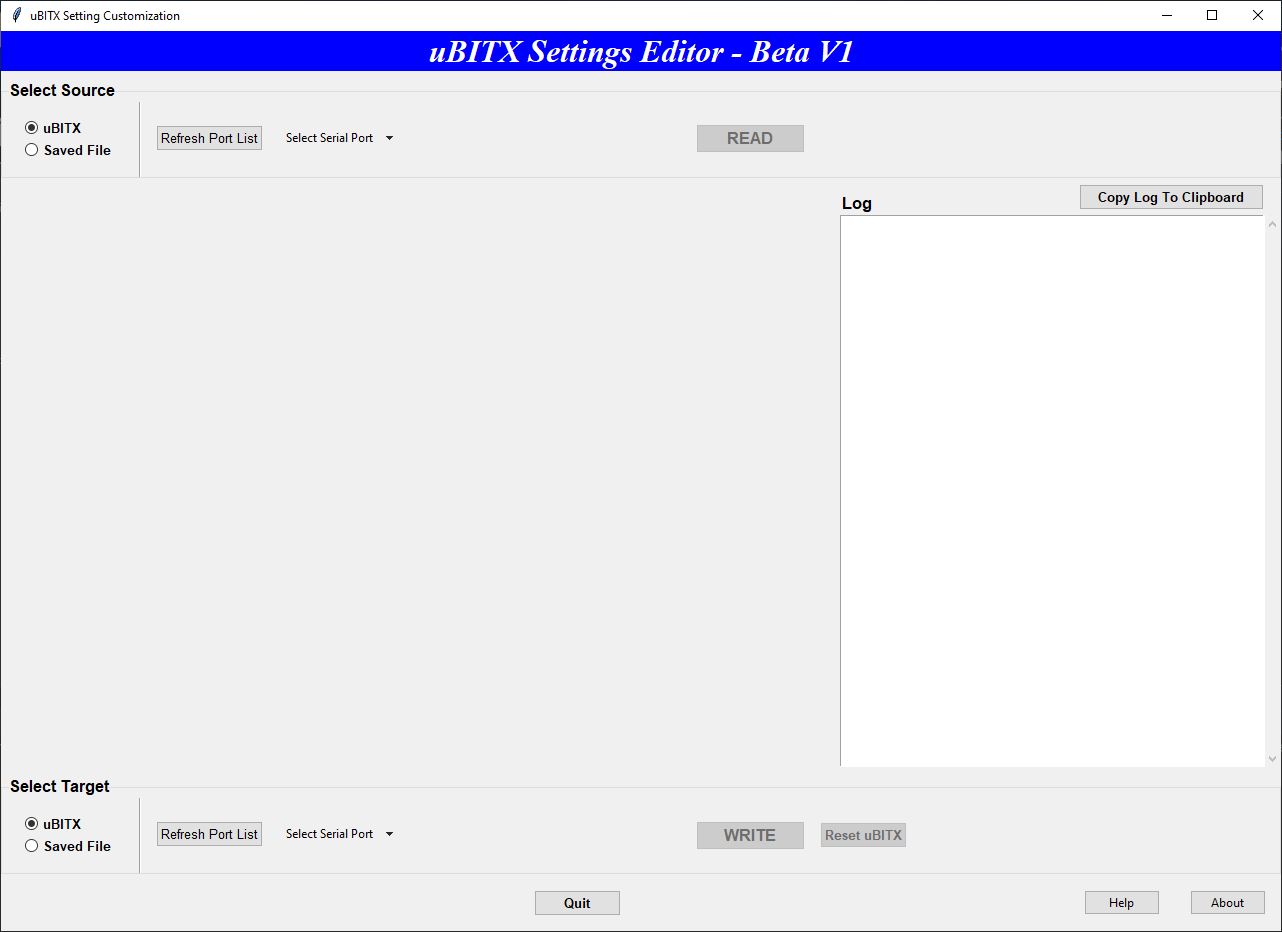 uBITX Setting Customization
uBITX Settings Editor - Beta V1
Select Source
uBITX
Saved File
Refresh Port List
Select Serial Port
READ
Log
Copy Log To Clipboard
Select Target
uBITX
Saved File
Refresh Port List
Select Serial Port
WRITE
Reset uBITX
Quit
Help
About